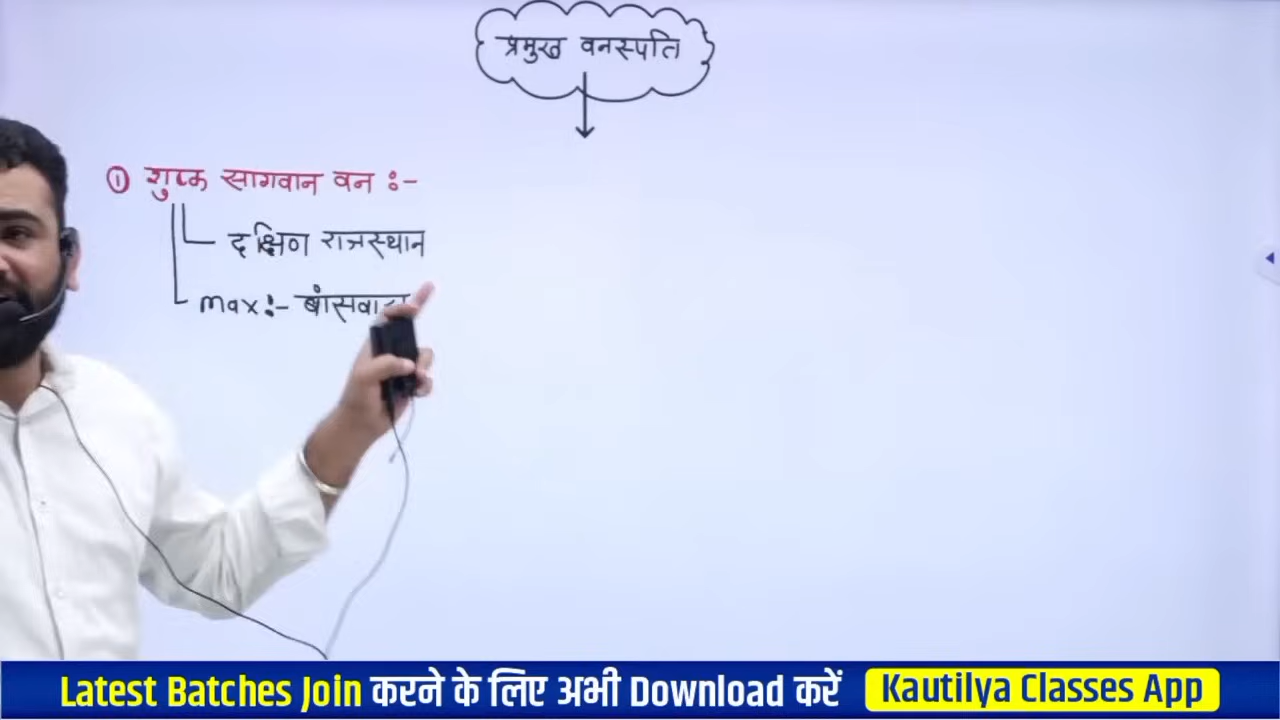 प्रमुख वनस्पति
① शुष्क सागवान वन :-
दक्षिण राजस्थान
max :-
Latest Batches Join करने के लिए अभी Download करें Kautilya Classes App